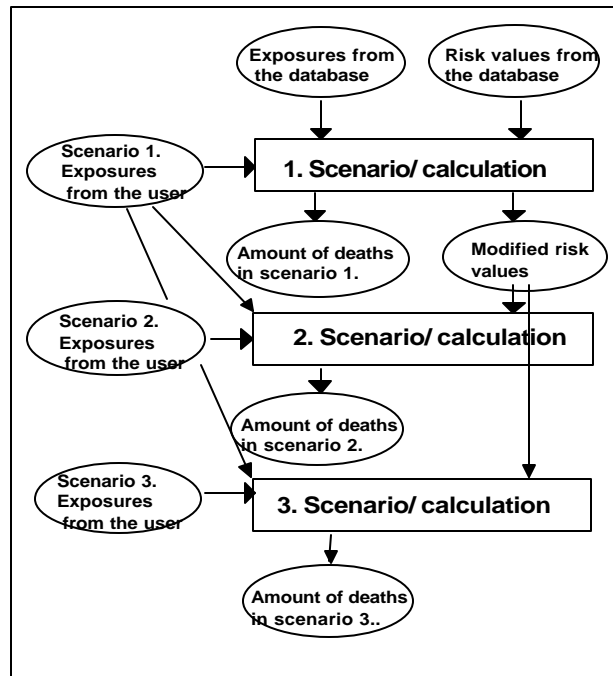 Exposures from
the database
Risk values from
the database
Scenario 1.
Exposures
from the user
1. Scenario/ calculation
Amount of deaths
in scenario 1.
Modified risk
values
Scenario 2.
Exposures
from the user
2. Scenario/ calculation
Amount of deaths
in scenario 2.
Scenario 3.
Exposures
from the user
3. Scenario/ calculation
Amount of deaths
in scenario 3..